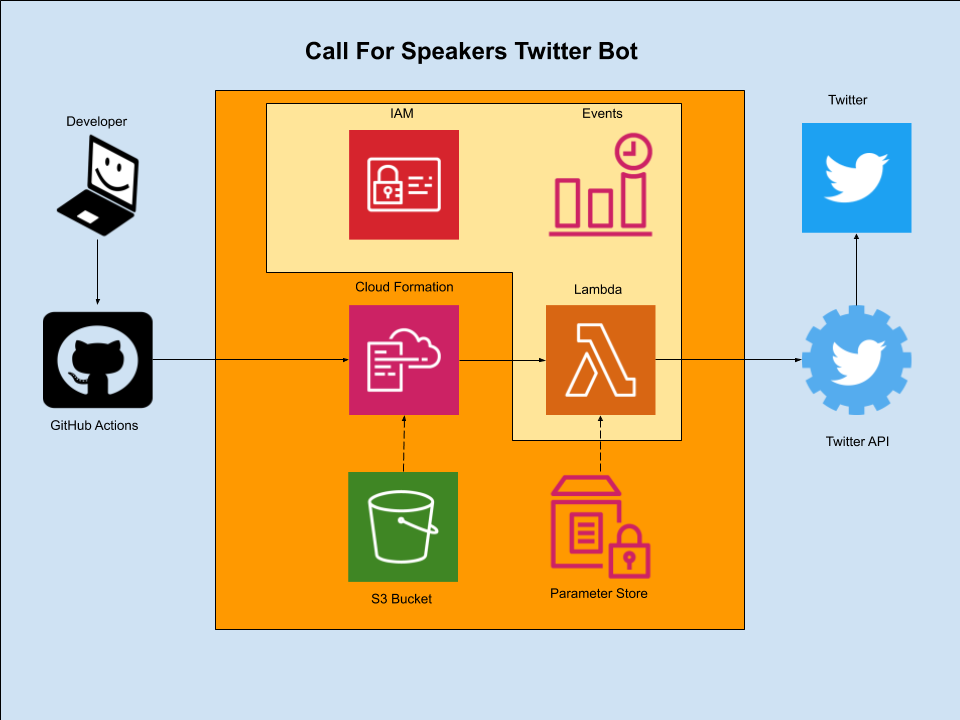 Call For Speakers Twitter Bot
Developer
IAM
Events
Twitter
Cloud Formation
Lambda
GitHub Actions
Twitter API
S3 Bucket
Parameter Store